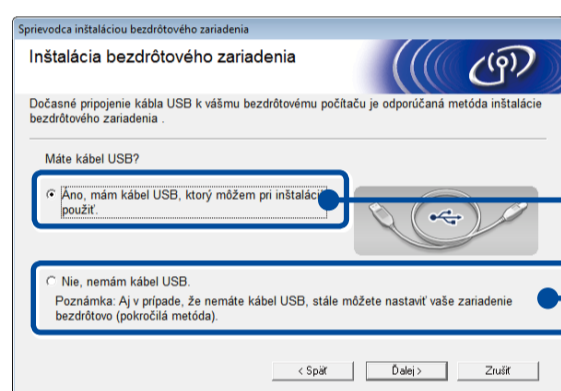 Sprievodca inštaláciou bezdrôtového zariadenia
Inštalácia bezdrôtového zariadenia
Dočasné pripojenie kábla USB k vášmu bezdrôtovému počítaču je odporúčaná metóda inštalácie
bezdrôtového zariadenia .
Máte kábel USB?
Áno, mám kábel USB, ktorý môžem pri inštalácii
použiť.
Nie, nemám kábel USB.
Poznámka: Aj v prípade, že nemáte kábel USB, stále môžete nastaviť vaše zariadenie
bezdrôtovo (pokročilá metóda).
< Späť
Ďalej >
Zrušiť